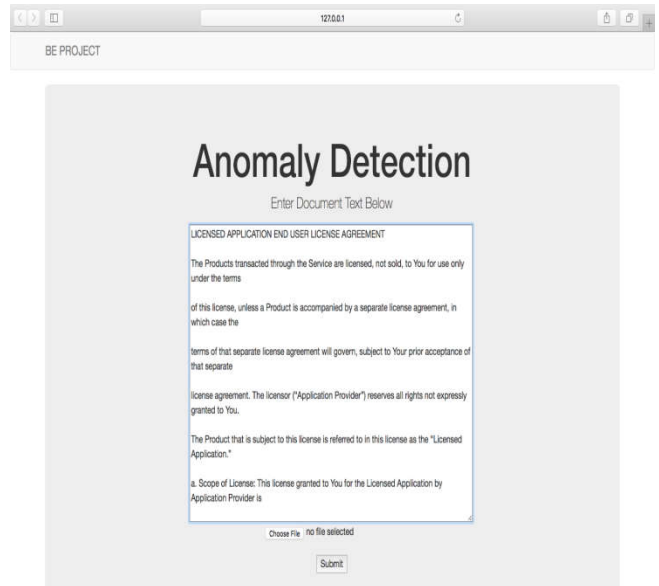 127.0.0.1
BE PROJECT
Anomaly Detection
Enter Document Text Below
LICENSED APPLICATION END USER LICENSE AGREEMENT
The Products transacted through the Service are licensed, not sold, to You for use only
under the terms
of this license, unless a Product is accompanied by a separate license agreement, in
which case the
terms of that separate license agreement will govern, subject to Your prior acceptance of
that separate
license agreement. The licensor ("Application Provider") reserves all rights not expressly
granted to You.
The Product that is subject to this license is referred to in this license as the "Licensed
Application."
a. Scope of License: This license granted to You for the Licensed Application by
Application Provider is
Choose File no file selected
Submit